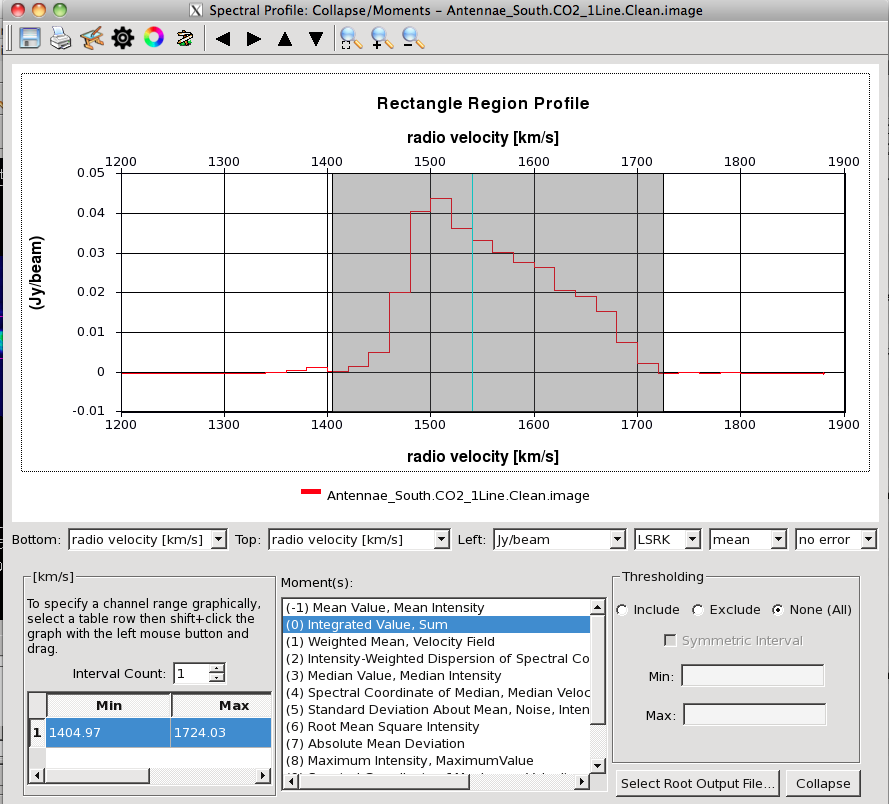 Spectral Profile: Collapse/Moments - Antennae_South.CO2_1Line.Clean.image
Rectangle Region Profile
radio velocity [km/s]
1200 1300 1400 1500 1600 1700 1800 1900
0.05
0.04
0.03
0.02
0.01
0
-0.01
(Jy/beam)
1200 1300 1400 1500 1600 1700 1800 1900
radio velocity [km/s]
Antennae_South.CO2_1Line.Clean.image
Bottom: radio velocity [km/s] Top: radio velocity [km/s] Left: Jy/beam LSRK mean no error
[km/s]
To specify a channel range graphically,
select a table row then shift+click the
graph with the left mouse button and
drag.
Interval Count: 1
Min Max
1 1404.97 1724.03
Moment(s):
(-1) Mean Value, Mean Intensity
(0) Integrated Value, Sum
(1) Weighted Mean, Velocity Field
(2) Intensity-Weighted Dispersion of Spectral Co
(3) Median Value, Median Intensity
(4) Spectral Coordinate of Median, Median Veloc
(5) Standard Deviation About Mean, Noise, Inten
(6) Root Mean Square Intensity
(7) Absolute Mean Deviation
(8) Maximum Intensity, MaximumValue
Thresholding
Include Exclude None (All)
Symmetric Interval
Min:
Max:
Select Root Output File... Collapse